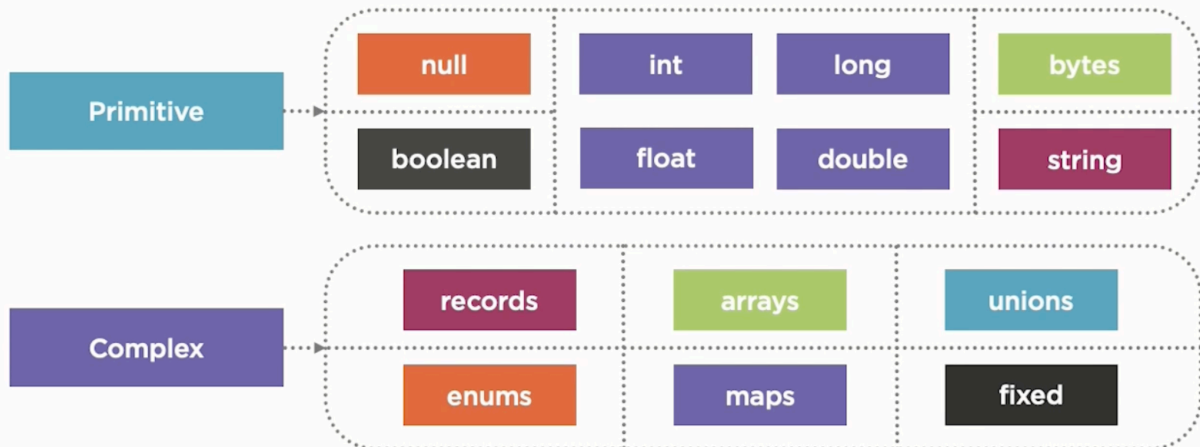 null int long bytes
Primitive
boolean float double string
records arrays unions
Complex
enums maps fixed